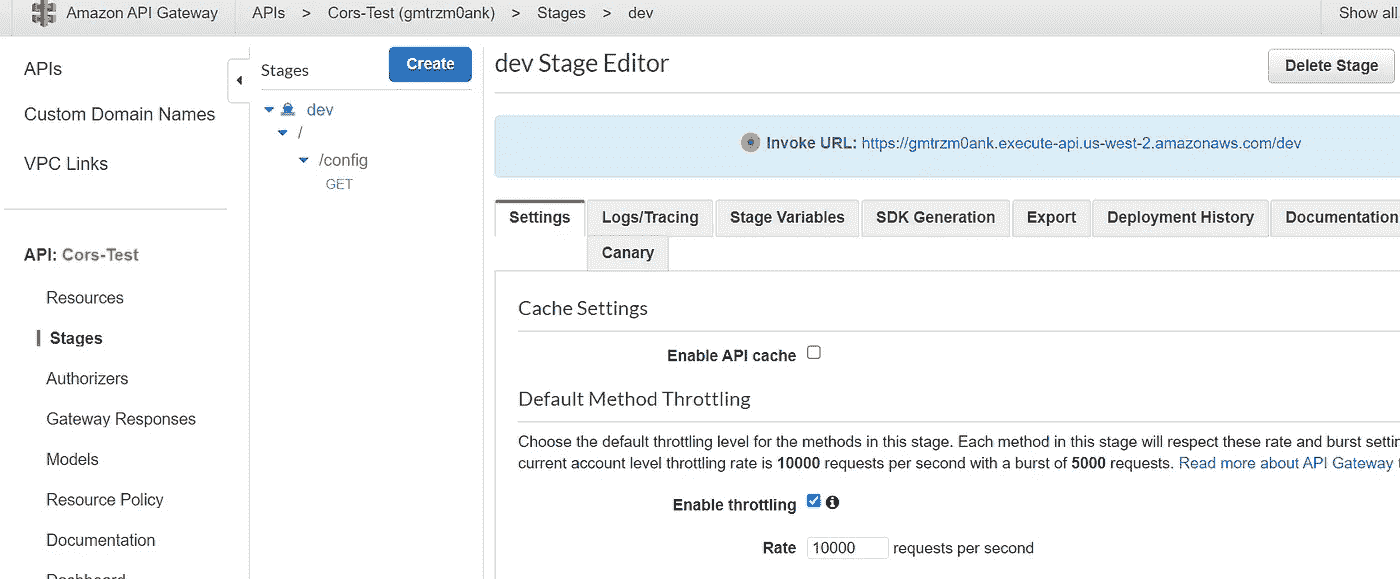 Amazon API Gateway APIs > Cors-Test (gmtrzm0ank) > Stages > dev Show all
APIs
Custom Domain Names
VPC Links
API: Cors-Test
Resources
Stages
Authorizers
Gateway Responses
Models
Resource Policy
Documentation
Dashboard
Stages Create
dev
/
/config
GET
dev Stage Editor Delete Stage
Invoke URL: https://gmtrzm0ank.execute-api.us-west-2.amazonaws.com/dev
Settings Logs/Tracing Stage Variables SDK Generation Export Deployment History Documentation
Canary
Cache Settings
Enable API cache
Default Method Throttling
Choose the default throttling level for the methods in this stage. Each method in this stage will respect these rate and burst
current account level throttling rate is 10000 requests per second with a burst of 5000 requests. Read more about API Gateway
Enable throttling
Rate 10000 requests per second